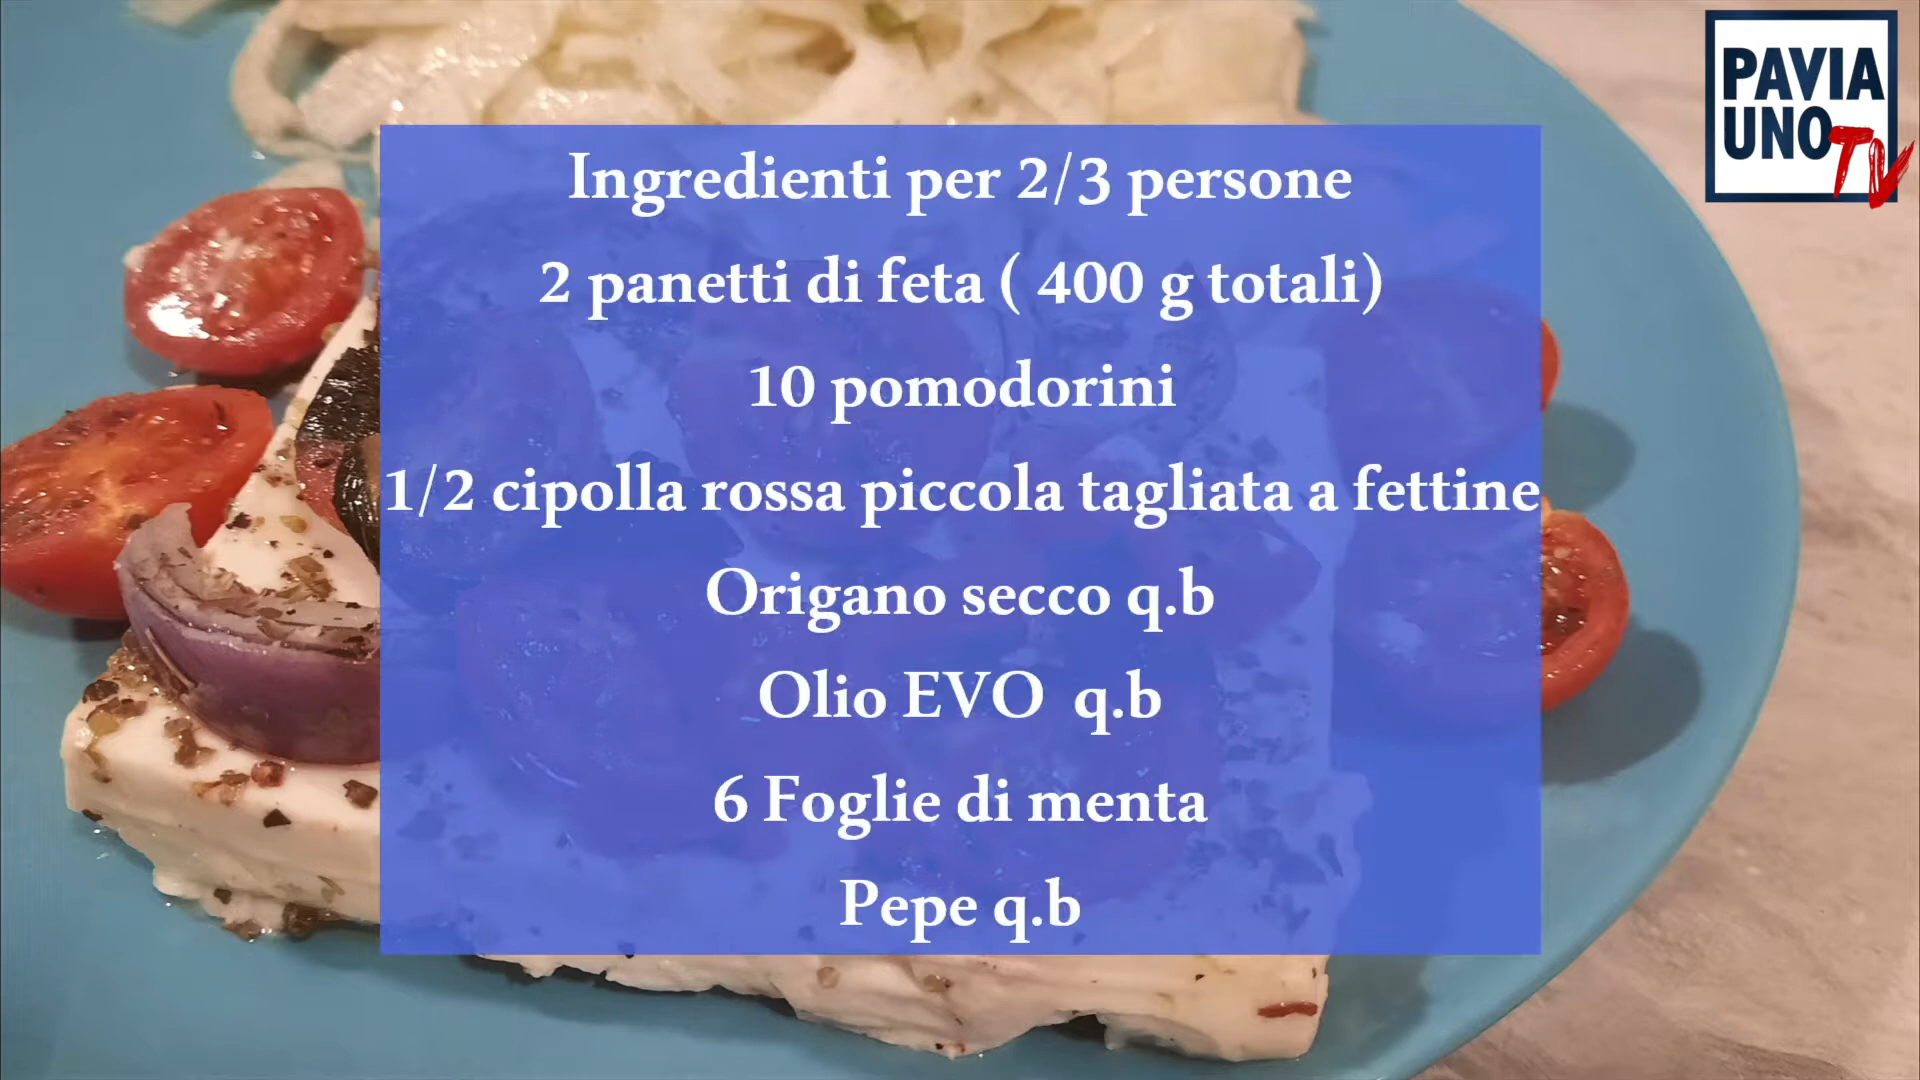 PAVIA
UNO TV
Ingredienti per 2/3 persone
2 panetti di feta ( 400 g totali)
10 pomodorini
1/2 cipolla rossa piccola tagliata a fettine
Origano secco q.b
Olio EVO  q.b
6 Foglie di menta
Pepe q.b